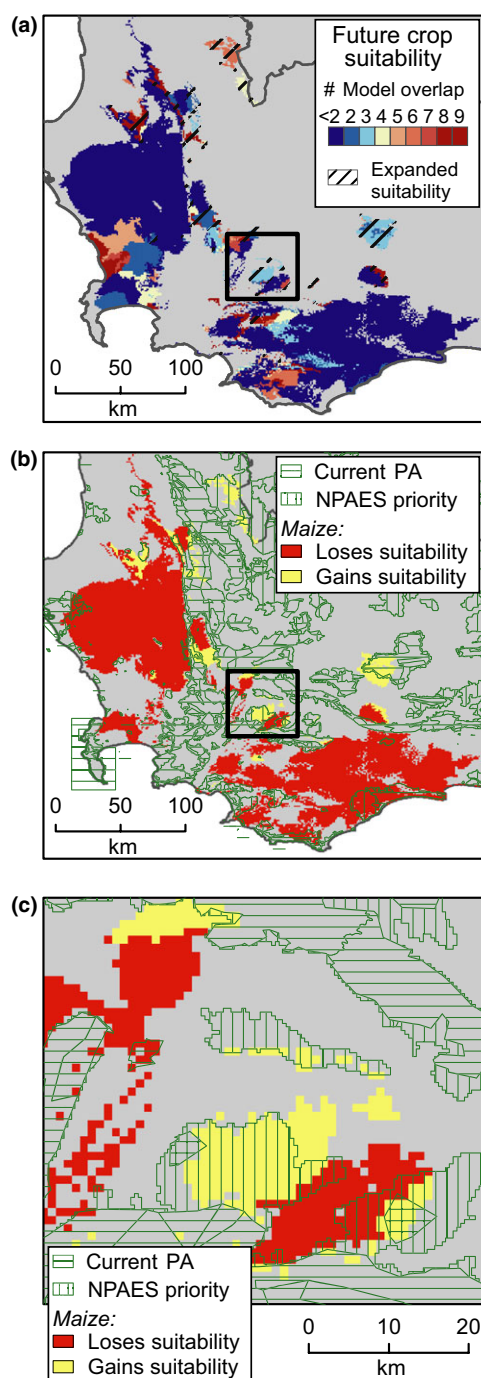 (a)
Future crop
suitability
# Model overlap
<2 2 3 4 5 6 7 8 9
Expanded
suitability
0 50 100
km
(b)
Current PA
NPAES priority
Maize:
Loses suitability
Gains suitability
0 50 100
km
(c)
Current PA
NPAES priority
Maize:
Loses suitability
Gains suitability
0 10 20
km